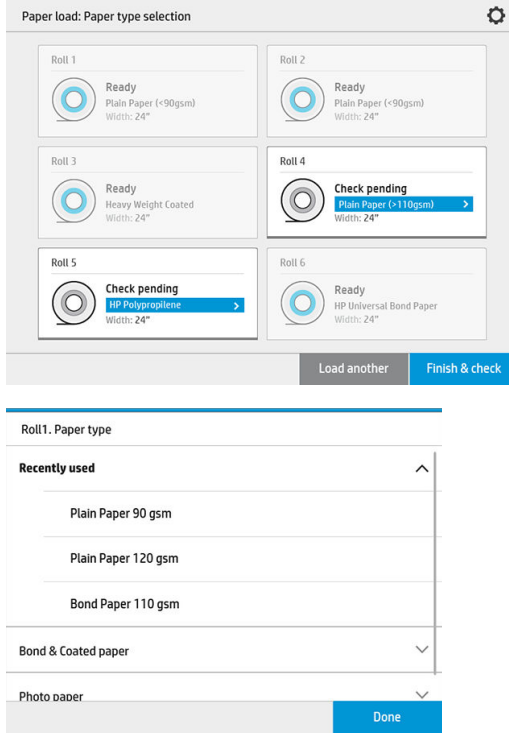 Paper load: Paper type selection
Roll 1
Ready
Plain Paper (<90gsm)
Width: 24"
Roll 2
Ready
Plain Paper (<90gsm)
Width: 24"
Roll 3
Ready
Heavy Weight Coated
Width: 24"
Roll 4
Check pending
Plain Paper (>110gsm)
Width: 24"
Roll 5
Check pending
HP Polypropilene
Width: 24"
Roll 6
Ready
HP Universal Bond Paper
Width: 24"
Load another
Finish & check
Roll1. Paper type
Recently used
Plain Paper 90 gsm
Plain Paper 120 gsm
Bond Paper 110 gsm
Bond & Coated paper
Photo paper
Done